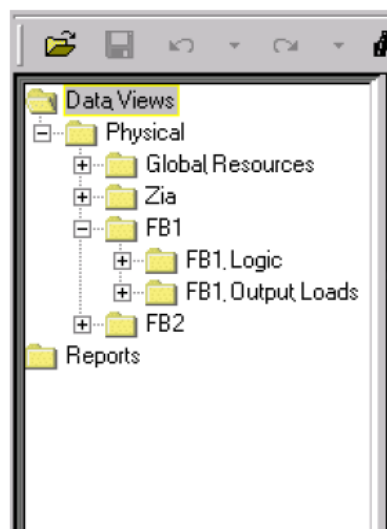 Data Views
Physical
Global Resources
Zia
FB1
FB1 Logic
FB1 Output Loads
FB2
Reports